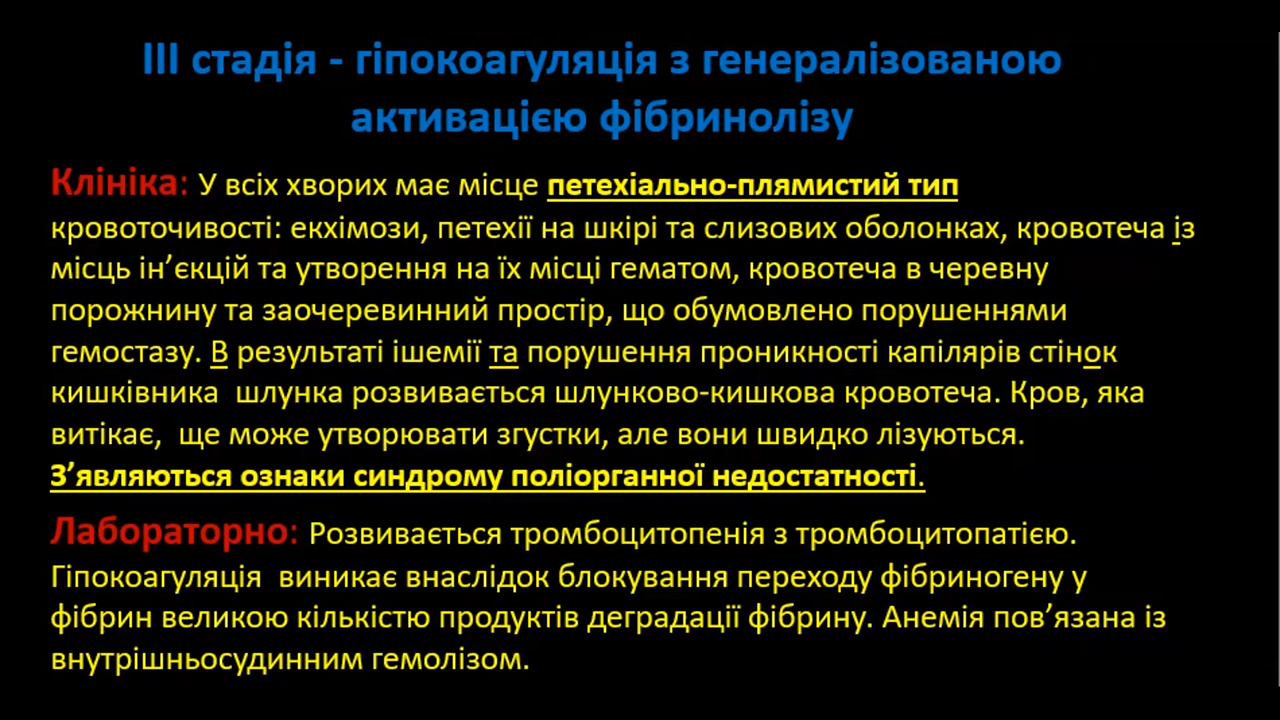 ІІІ стадія - гіпокоагуляція з генералізованою
активацією фібринолізу
Клініка: У всіх хворих має місце петехіально-плямистий тип
кровоточивості: екхімози, петехії на шкірі та слизових оболонках, кровотеча із
місць ін’єкцій та утворення на їх місці гематом, кровотеча в черевну
порожнину та заочеревинний простір, що обумовлено порушеннями
гемостазу. В результаті ішемії та порушення проникності капілярів стінок
кишківника  шлунка розвивається шлунково-кишкова кровотеча. Кров, яка
витікає,  ще може утворювати згустки, але вони швидко лізуються.
З’являються ознаки синдрому поліорганної недостатності.
Лабораторно: Розвивається тромбоцитопенія з тромбоцитопатією.
Гіпокоагуляція  виникає внаслідок блокування переходу фібриногену у
фібрин великою кількістю продуктів деградації фібрину. Анемія пов’язана із
внутрішньосудинним гемолізом.